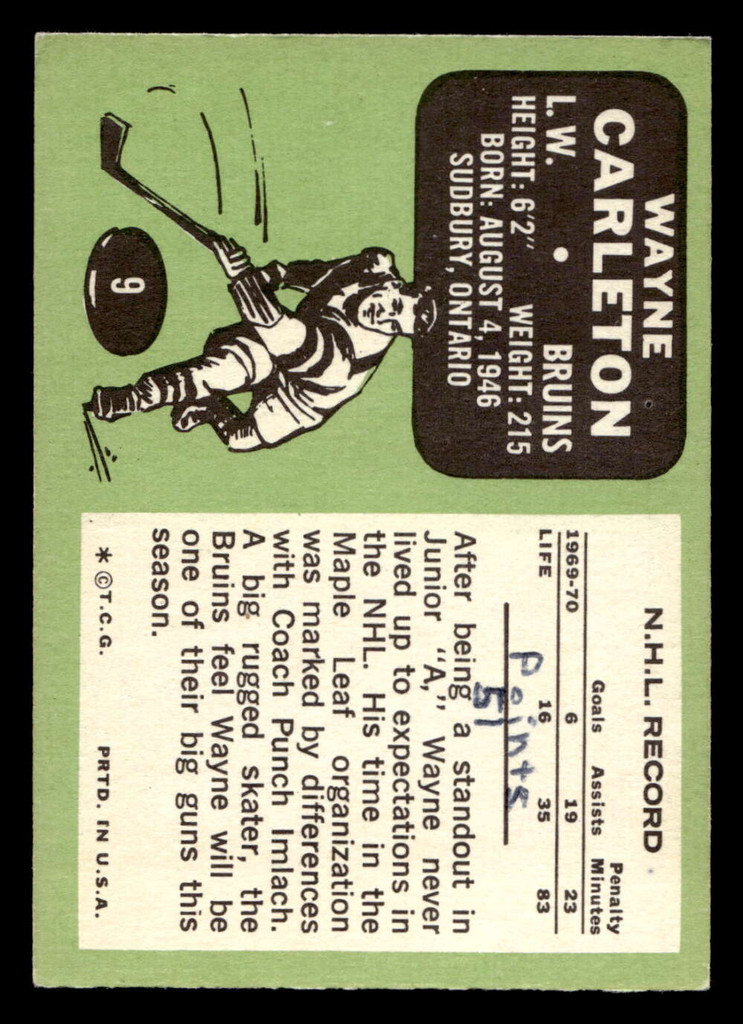 WAYNE
CARLETON
L.W. • BRUINS
HEIGHT: 6'2" WEIGHT: 215
BORN: AUGUST 4, 1946
SUDBURY, ONTARIO
9
N.H.L. RECORD
Penalty
Goals Assists Minutes
1969-70 6 19 23
LIFE 16 35 83
Points
51
After being a standout in
Junior "A," Wayne never
lived up to expectations in
the NHL. His time in the
Maple Leaf organization
was marked by differences
with Coach Punch Imlach.
A big rugged skater, the
Bruins feel Wayne will be
one of their big guns this
season.
* ©T.C.G. PRTD. IN U.S.A.